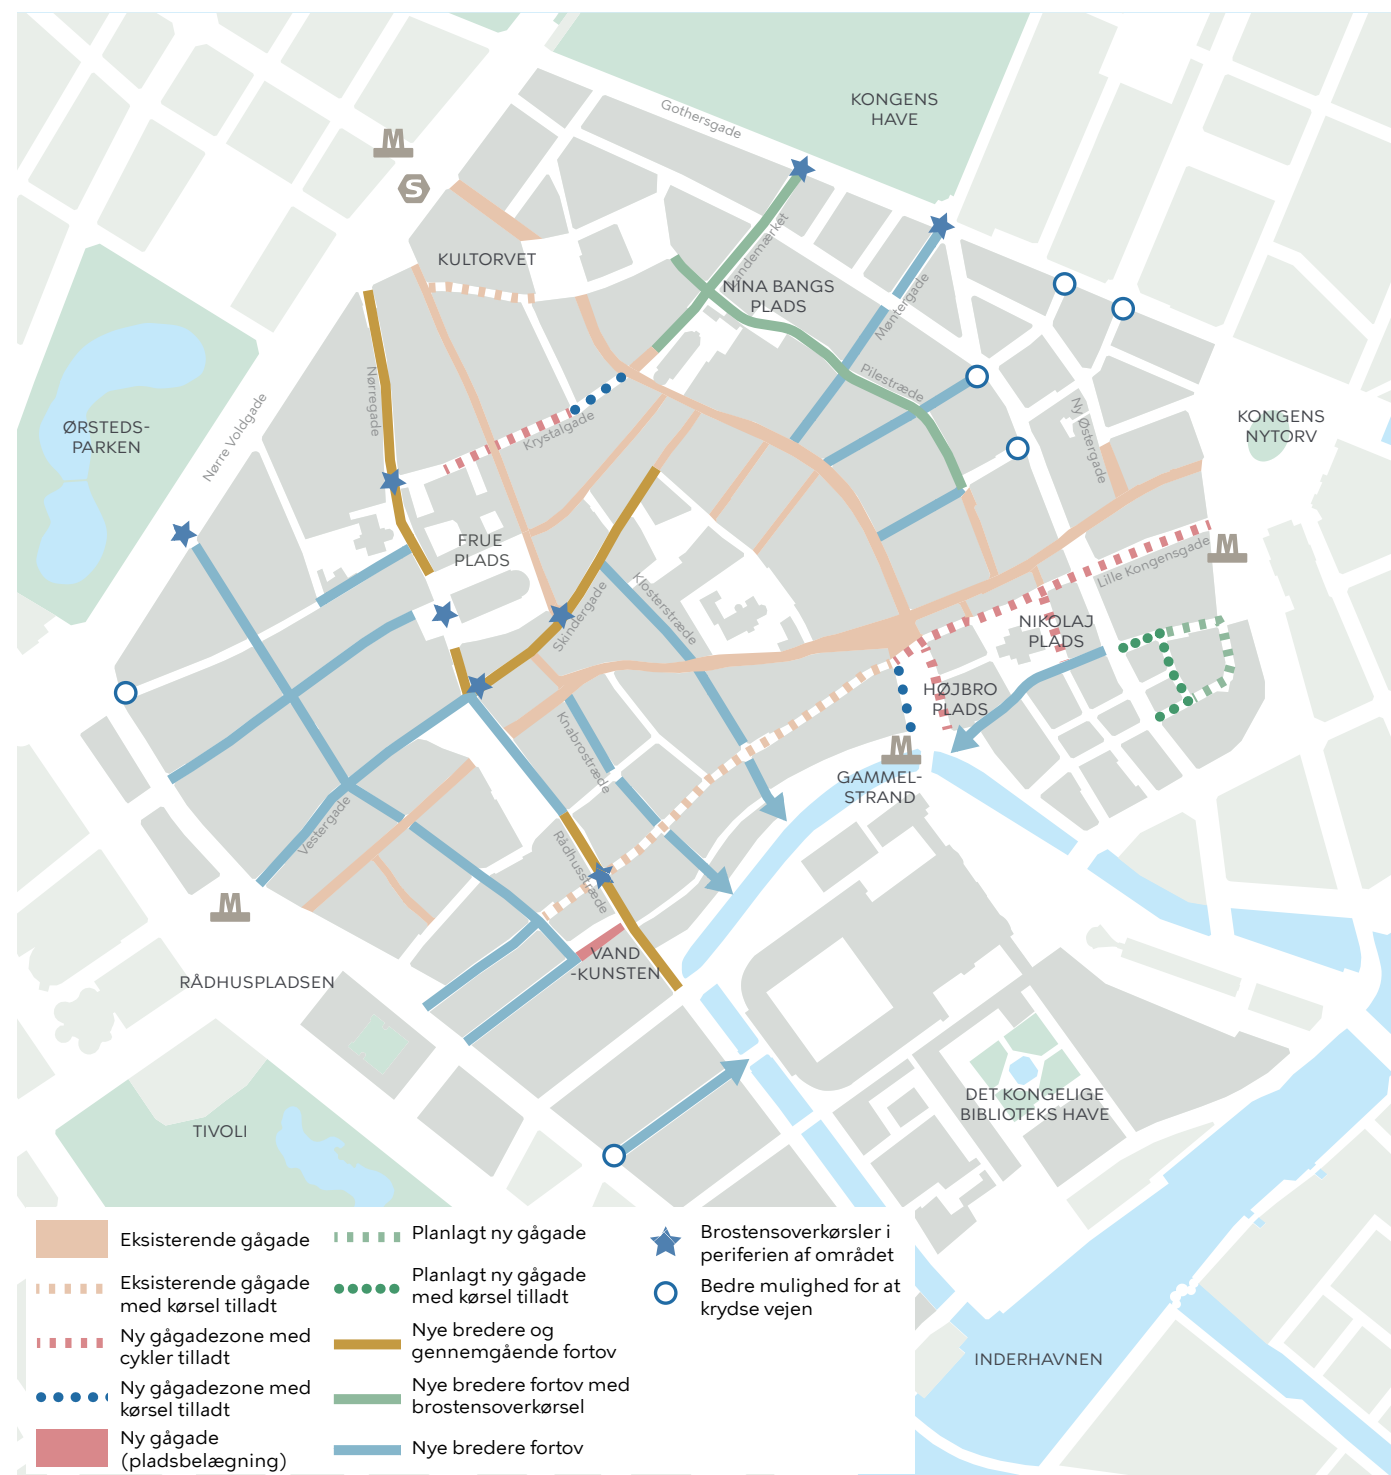 KONGENS
HAVE
Gothersgade
M
S
KULTORVET
Landemærket
NINA BANGS
PLADS
Møntergade
Pilestræde
Nørregade
Krystalgade
Ny Østergade
KONGENS
NYTORV
ØRSTEDS-
PARKEN
Nørre Voldgade
FRUE
PLADS
M
Lille Kongensgade
Skindergade
Klosterstræde
NIKOLAJ
PLADS
HØJBRO
PLADS
Knabrostræde
M
GAMMEL-
STRAND
Vestergade
Rådhusstræde
M
RÅDHUSPLADSEN
VAND
-KUNSTEN
DET KONGELIGE
BIBLIOTEKS HAVE
TIVOLI
INDERHAVNEN
Eksisterende gågade
Eksisterende gågade
med kørsel tilladt
Ny gågadezone med
cykler tilladt
Ny gågadezone med
kørsel tilladt
Ny gågade
(pladsbelægning)
Planlagt ny gågade
Planlagt ny gågade
med kørsel tilladt
Nye bredere og
gennemgående fortov
Nye bredere fortov med
brostensoverkørsel
Nye bredere fortov
Brostensoverkørsler i
periferien af området
Bedre mulighed for at
krydse vejen